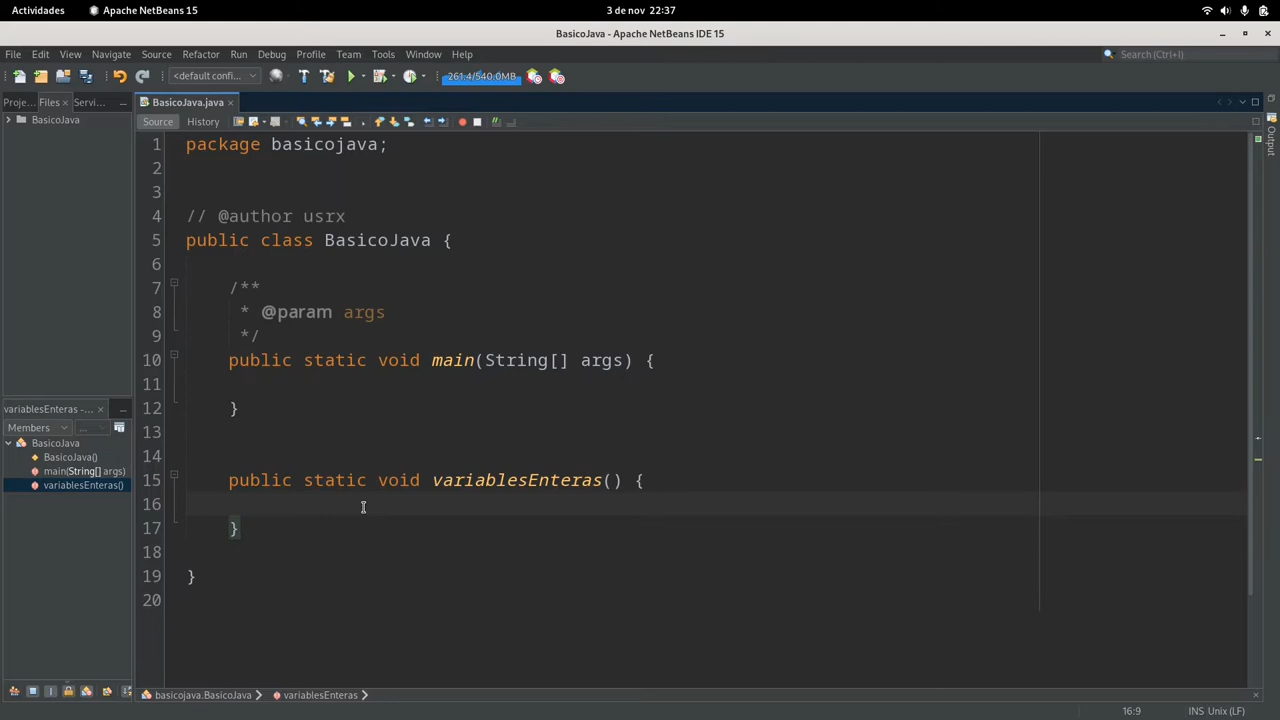 Actividades
Apache NetBeans 15
3 de nov 22:37
BasicoJava - Apache NetBeans IDE 15
File Edit View Navigate Source Refactor Run Debug Profile Team Tools Window Help
Search (Ctrl+I)
<default confi...
261.4/540.0MB
Proje... Files Servi...
BasicoJava.java
BasicoJava
Source History
Output
1 package basicojava;
2
3
4 // @author usrx
5 public class BasicoJava {
6
7 /**
8 * @param args
9 */
10 public static void main(String[] args) {
11
12 }
13
14
15 public static void variablesEnteras() {
16
17 }
18
19 }
20
variablesEnteras -...
Members ...
BasicoJava
BasicoJava()
main(String[] args)
variablesEnteras()
basicojava.BasicoJava
variablesEnteras
16:9
INS Unix (LF)